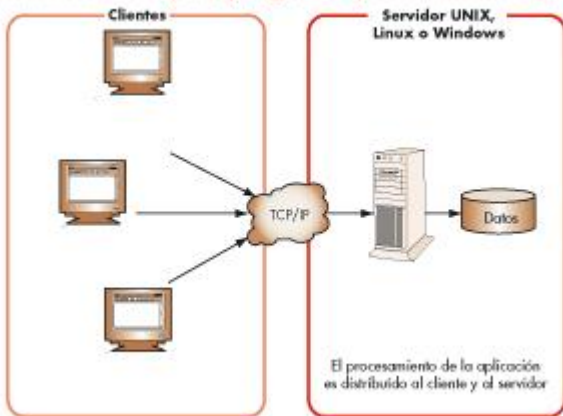 Clientes
Servidor UNIX,
Linux o Windows
TCP/IP
Datos
El procesamiento de la aplicación
es distribuido al cliente y al servidor